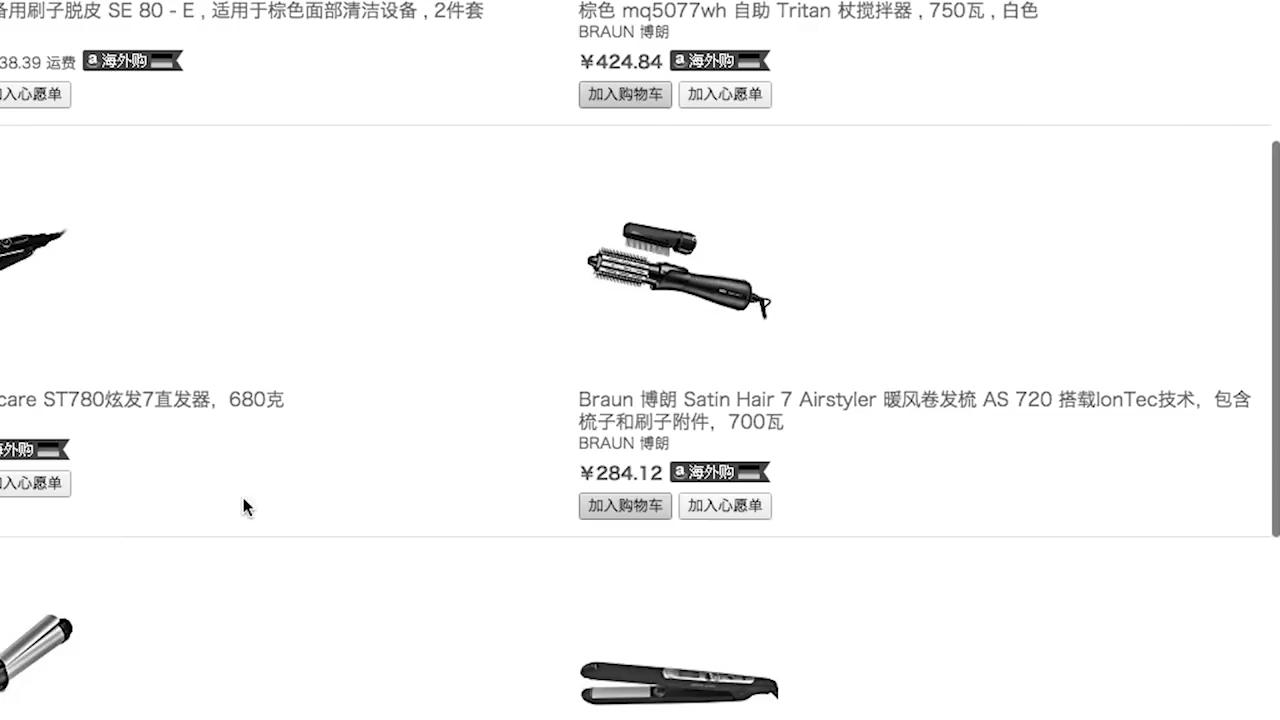 备用刷子脱皮 SE 80 - E , 适用于棕色面部清洁设备 , 2件套
38.39 运费 a 海外购
加入心愿单
棕色 mq5077wh 自助 Tritan 杖搅拌器 , 750瓦 , 白色
BRAUN 博朗
¥424.84 a 海外购
加入购物车 加入心愿单
care ST780炫发7直发器，680克
海外购
加入心愿单
Braun 博朗 Satin Hair 7 Airstyler 暖风卷发梳 AS 720 搭载IonTec技术，包含
梳子和刷子附件，700瓦
BRAUN 博朗
¥284.12 a 海外购
加入购物车 加入心愿单